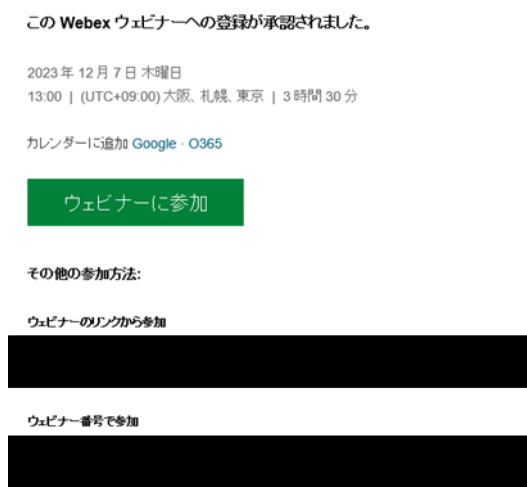 この Webex ウェビナーへの登録が承認されました。
2023 年 12 月 7 日 木曜日
13:00 | (UTC+09:00) 大阪、札幌、東京 | 3 時間 30 分
カレンダーに追加 Google · O365
ウェビナーに参加
その他の参加方法:
ウェビナーのリンクから参加
ウェビナー番号で参加